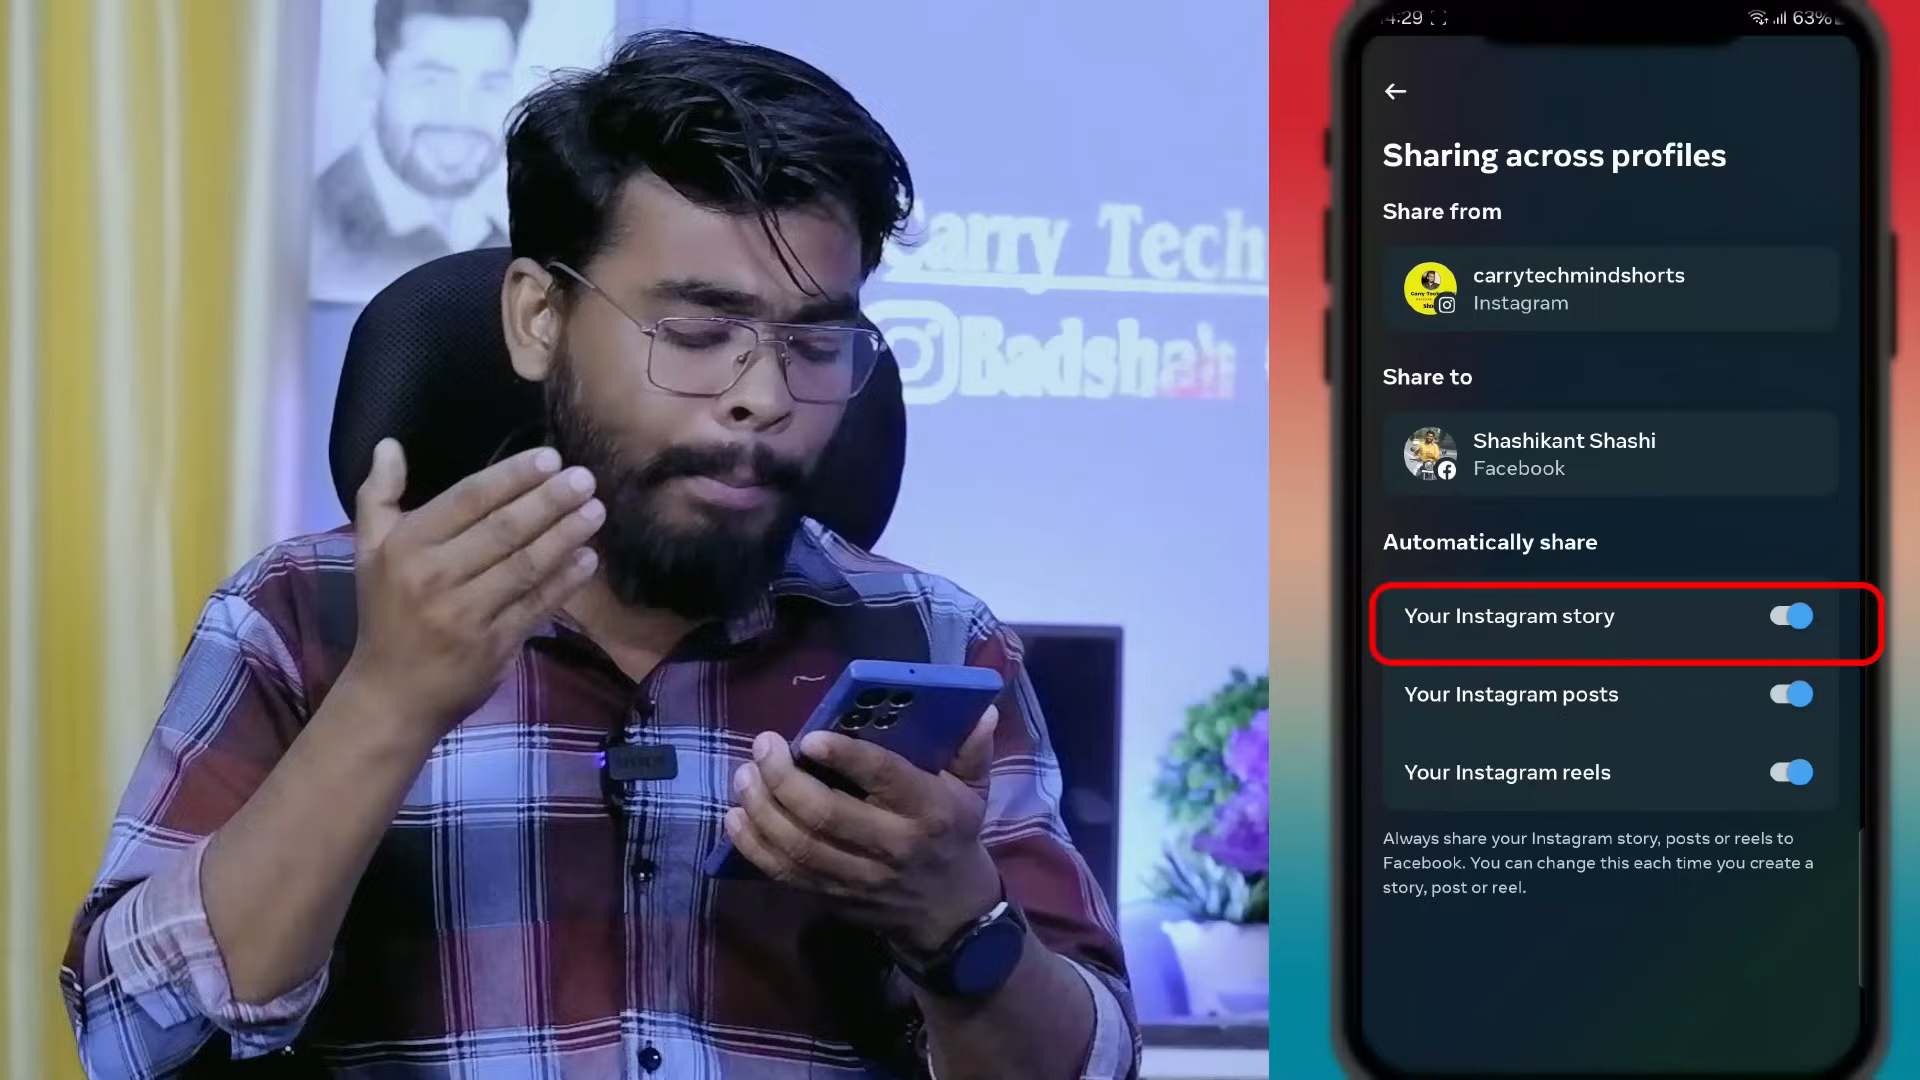 Carry Tech
Badshah
4:29
63%
Sharing across profiles
Share from
carrytechmindshorts
Instagram
Share to
Shashikant Shashi
Facebook
Automatically share
Your Instagram story
Your Instagram posts
Your Instagram reels
Always share your Instagram story, posts or reels to
Facebook. You can change this each time you create a
story, post or reel.